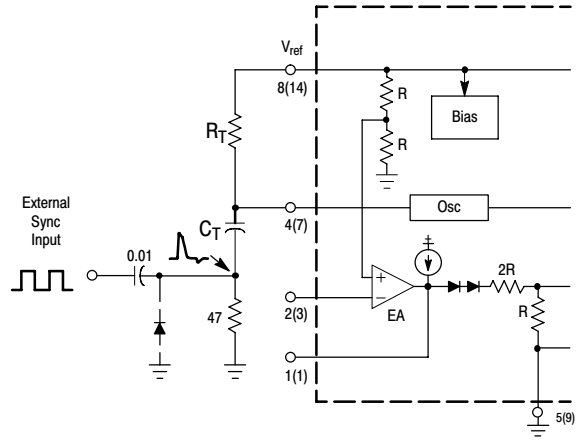 Vref
8(14)
R
Bias
RT
R
External
Sync
Input
4(7)
Osc
CT
0.01
2R
+
−
EA
47
2(3)
R
1(1)
5(9)